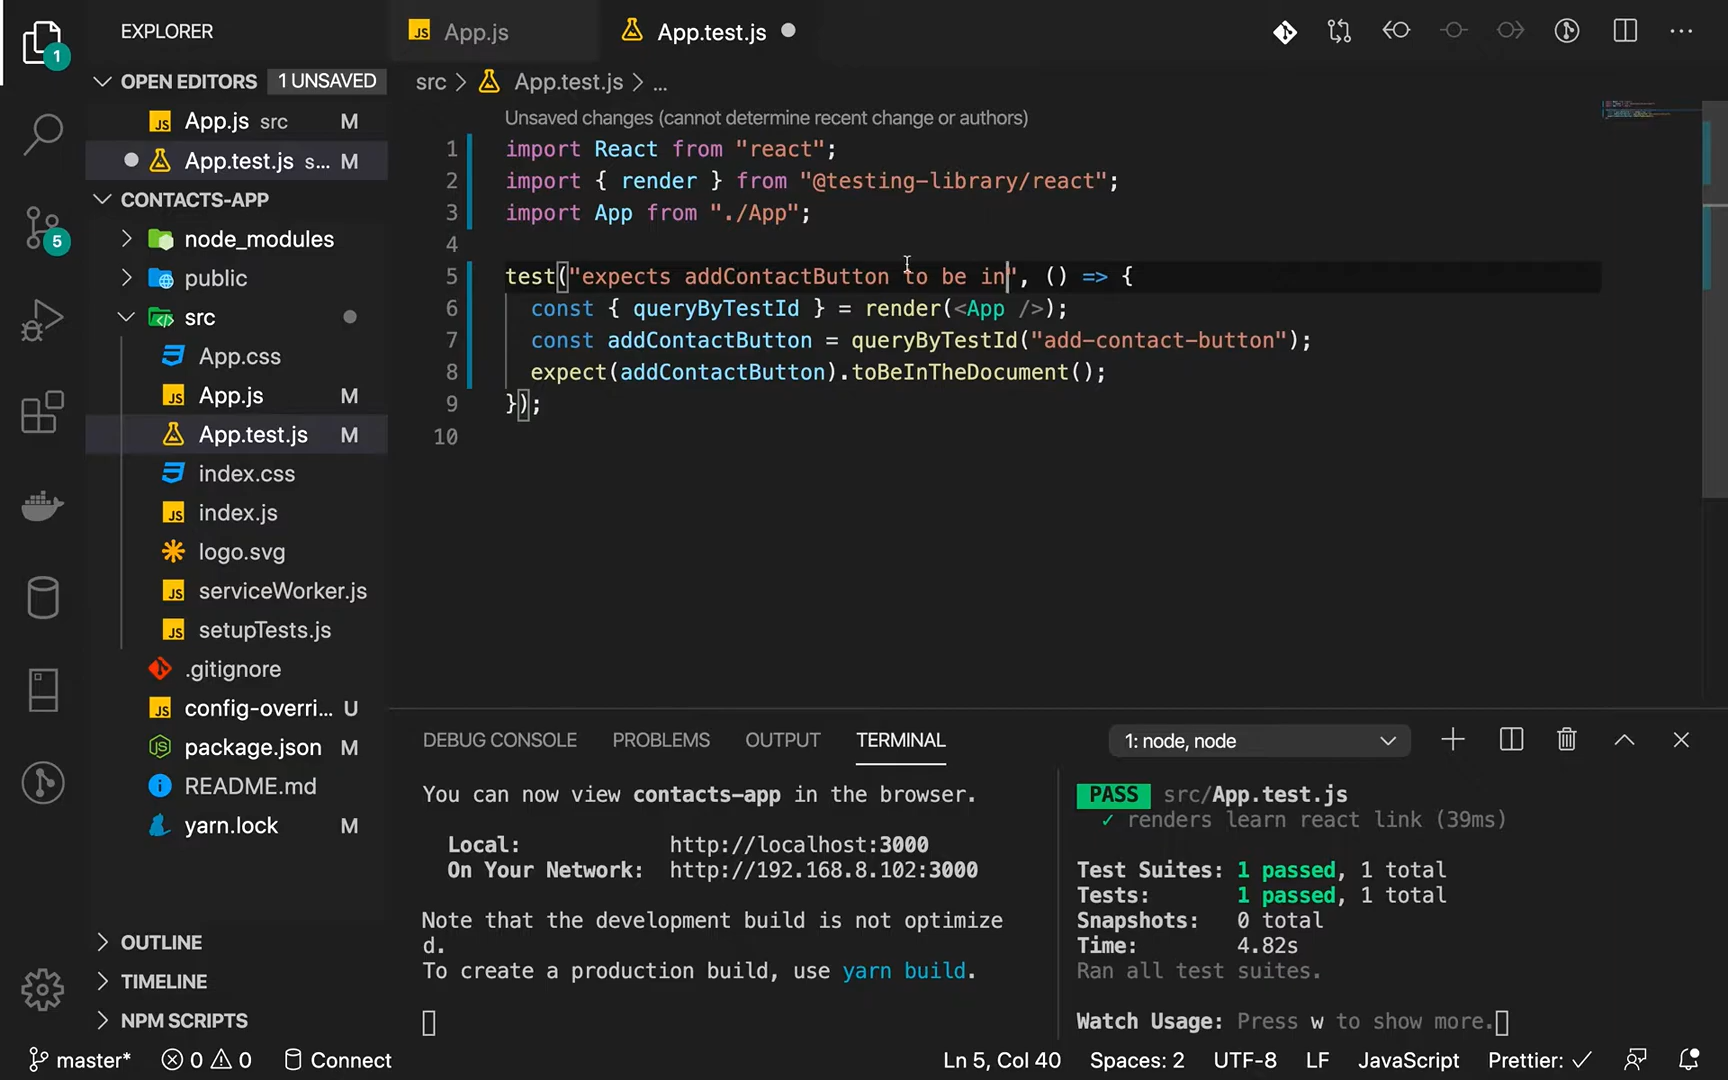 EXPLORER
App.js
App.test.js
1
OPEN EDITORS 1 UNSAVED
App.js src M
App.test.js s... M
CONTACTS-APP
node_modules
public
src
App.css
App.js M
App.test.js M
index.css
index.js
logo.svg
serviceWorker.js
setupTests.js
.gitignore
config-overri... U
package.json M
README.md
yarn.lock M
OUTLINE
TIMELINE
NPM SCRIPTS
5
src > App.test.js > ...
Unsaved changes (cannot determine recent change or authors)
1 import React from "react";
2 import { render } from "@testing-library/react";
3 import App from "./App";
4
5 test("expects addContactButton to be in", () => {
6 const { queryByTestId } = render(<App />);
7 const addContactButton = queryByTestId("add-contact-button");
8 expect(addContactButton).toBeInTheDocument();
9 });
10
DEBUG CONSOLE PROBLEMS OUTPUT TERMINAL 1: node, node
You can now view contacts-app in the browser.
Local: http://localhost:3000
On Your Network: http://192.168.8.102:3000
Note that the development build is not optimize
d.
To create a production build, use yarn build.
PASS src/App.test.js
✓ renders learn react link (39ms)
Test Suites: 1 passed, 1 total
Tests: 1 passed, 1 total
Snapshots: 0 total
Time: 4.82s
Ran all test suites.
Watch Usage: Press w to show more.
master* 0 0 Connect Ln 5, Col 40 Spaces: 2 UTF-8 LF JavaScript Prettier: ✓